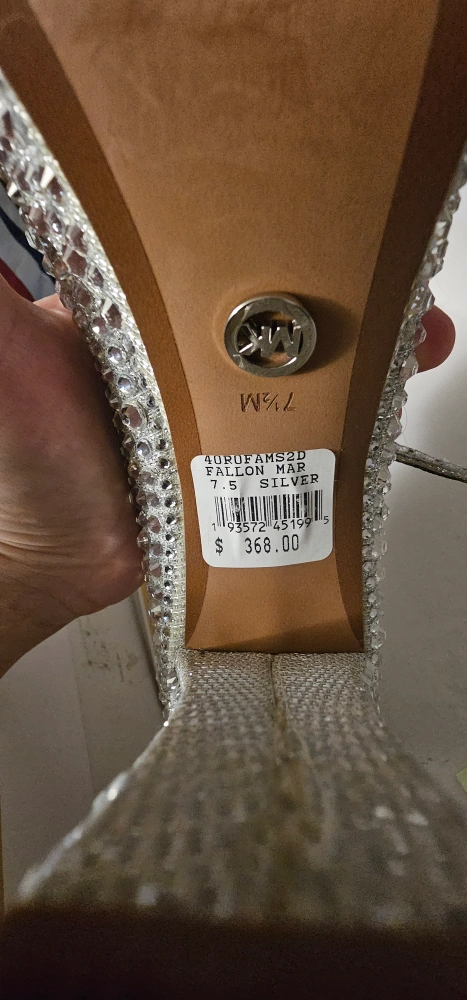 MK
7½M
40R0FAMS2D
FALLON MAR
7.5 SILVER
1 93572 45199 5
$ 368.00